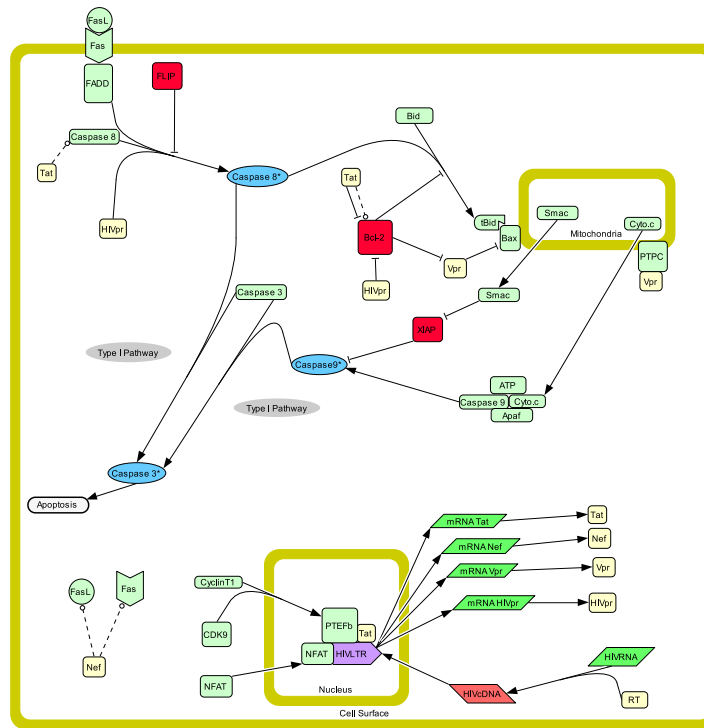 FasL
Fas
FADD
FLIP
Caspase 8
Tat
HIVpr
Caspase 8*
Bid
Tat
Bcl-2
HIVpr
Vpr
tBid
Bax
Smac
Cyto.c
Mitochondria
PTPC
Vpr
Smac
XIAP
Caspase 3
Type I Pathway
Caspase9*
Type I Pathway
ATP
Caspase 9
Cyto.c
Apaf
Caspase 3*
Apoptosis
mRNA Tat
Tat
mRNA Nef
Nef
mRNA Vpr
Vpr
mRNA HIVpr
HIVpr
FasL
Fas
Nef
CyclinT1
CDK9
PTEFb
Tat
NFAT
HIVLTR
NFAT
Nucleus
HIVRNA
HIVcDNA
RT
Cell Surface